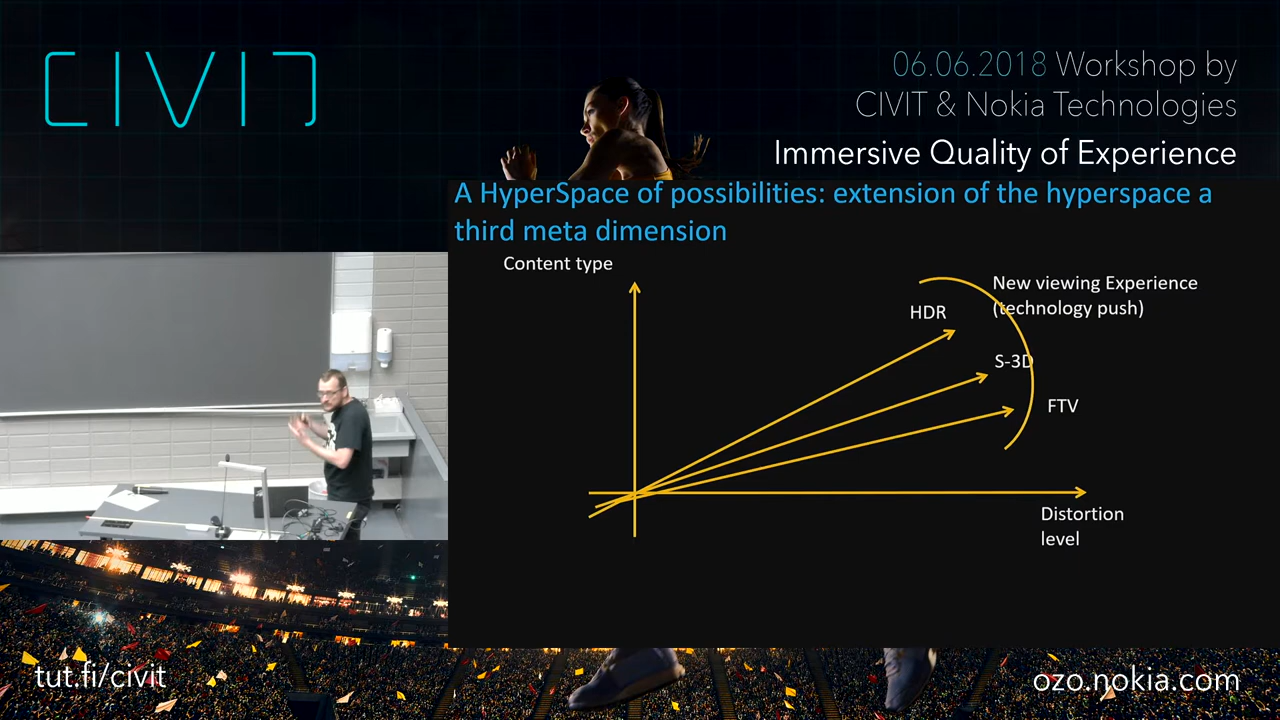 CIVIT
06.06.2018 Workshop by
CIVIT & Nokia Technologies
Immersive Quality of Experience
A HyperSpace of possibilities: extension of the hyperspace a
third meta dimension
Content type
New viewing Experience
(technology push)
HDR
S-3D
FTV
Distortion
level
tut.fi/civit
ozo.nokia.com